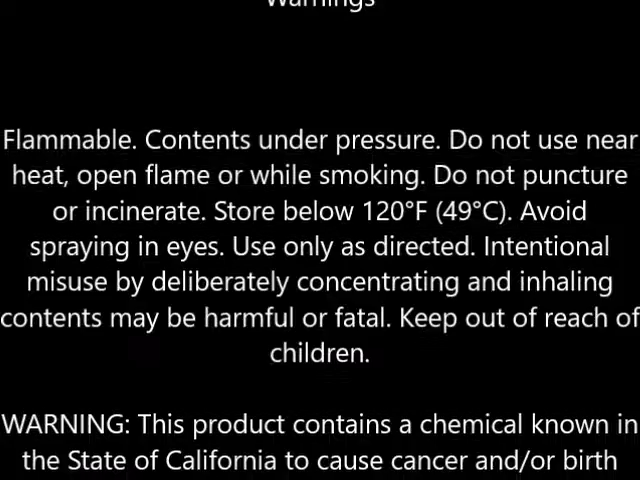 Warnings
Flammable. Contents under pressure. Do not use near
heat, open flame or while smoking. Do not puncture
or incinerate. Store below 120°F (49°C). Avoid
spraying in eyes. Use only as directed. Intentional
misuse by deliberately concentrating and inhaling
contents may be harmful or fatal. Keep out of reach of
children.
WARNING: This product contains a chemical known in
the State of California to cause cancer and/or birth